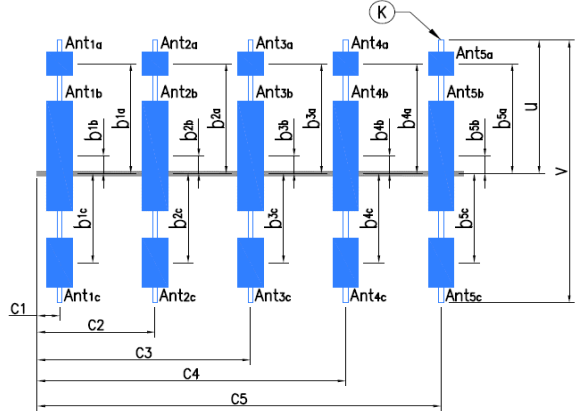 K
Ant1a Ant2a Ant3a Ant4a Ant5a
Ant1b Ant2b Ant3b Ant4b Ant5b
b1a b2a b3a b4a b5a u
b1b b2b b3b b4b b5b
v
b1c b2c b3c b4c b5c
Ant1c Ant2c Ant3c Ant4c Ant5c
C1
C2
C3
C4
C5